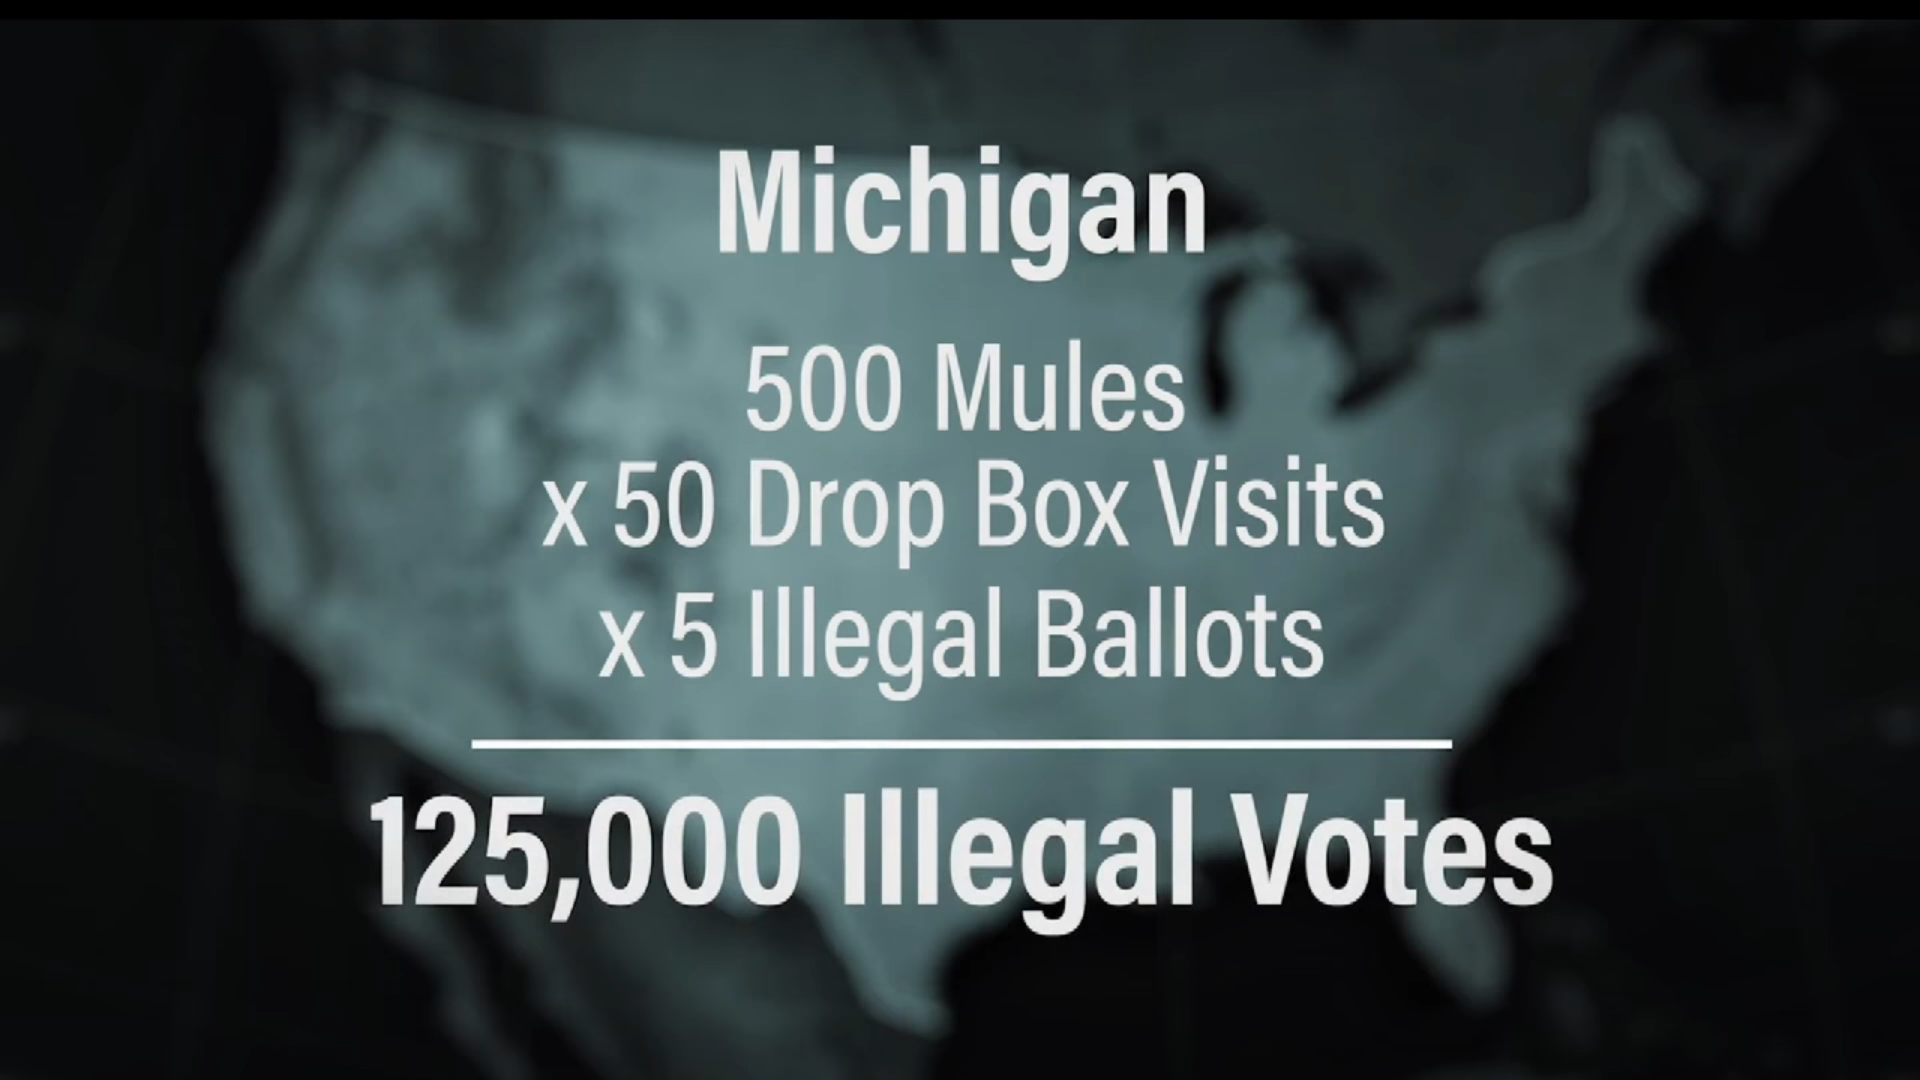 Michigan
500 Mules
x 50 Drop Box Visits
x 5 Illegal Ballots
125,000 Illegal Votes